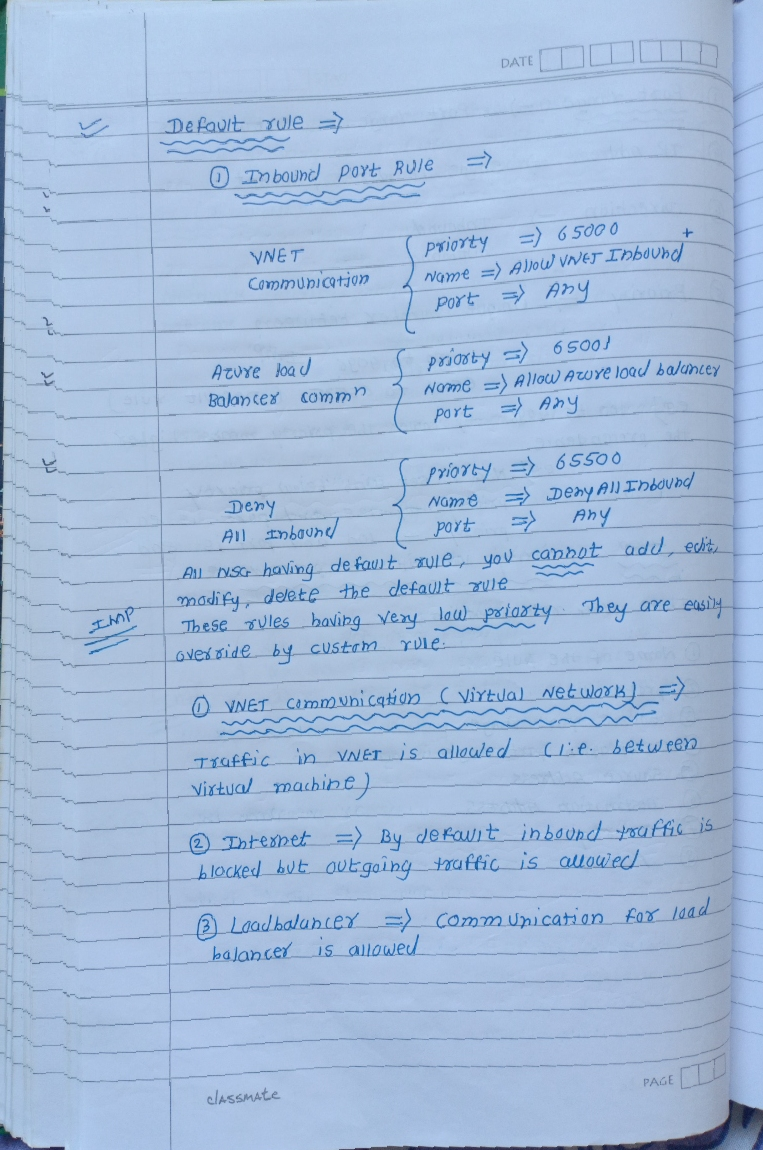 DATE
Default rule =>
① Inbound Port Rule =>
VNET
Communication
priorty => 65000
Name => Allow VNET Inbound +
Port => Any
Azure load
Balancer commn
priorty => 65001
Name => Allow Azure load balancer
Port => Any
Deny
All Inbound
priorty => 65500
Name => Deny All Inbound
port => Any
All NSG having default rule, you cannot add, edit,
modify, delete the default rule
IMP
These rules having very low priorty. They are easily
override by custom rule.
① VNET communication (Virtual Network) =>
Traffic in VNET is allowed (i.e. between
virtual machine)
② Internet => By default inbound traffic is
blocked but outgoing traffic is allowed
③ Loadbalancer => Communication for load
balancer is allowed
classmate
PAGE